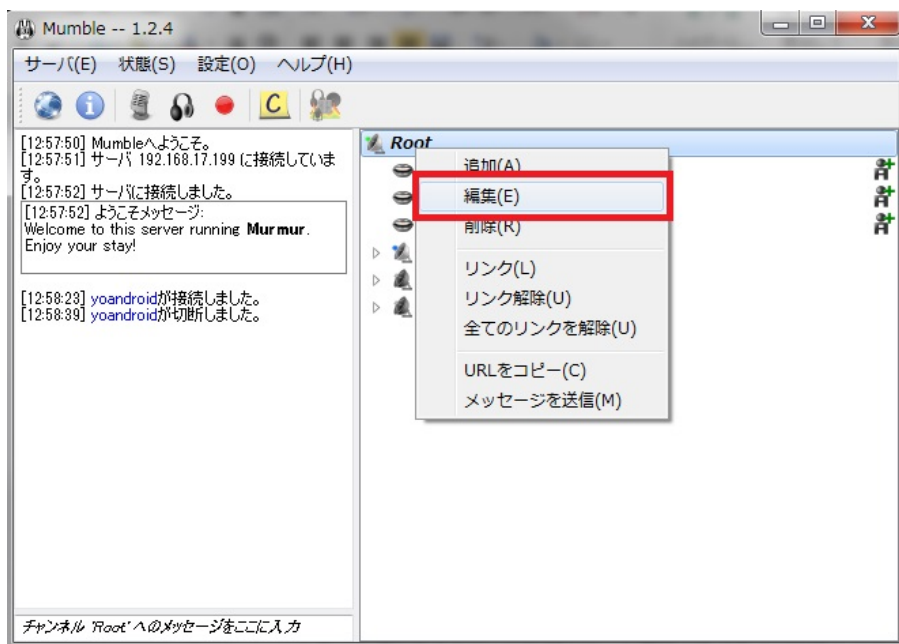 Mumble -- 1.2.4
サーバ(E) 状態(S) 設定(O) ヘルプ(H)
C
[12:57:50] Mumbleへようこそ。
[12:57:51] サーバ 192.168.17.199 に接続していま
す。
[12:57:52] サーバに接続しました。
[12:57:52] ようこそメッセージ:
Welcome to this server running Murmur.
Enjoy your stay!
[12:58:23] yoandroidが接続しました。
[12:58:39] yoandroidが切断しました。
チャンネル 'Root' へのメッセージをここに入力
Root
追加(A)
編集(E)
削除(R)
リンク(L)
リンク解除(U)
全てのリンクを解除(U)
URLをコピー(C)
メッセージを送信(M)